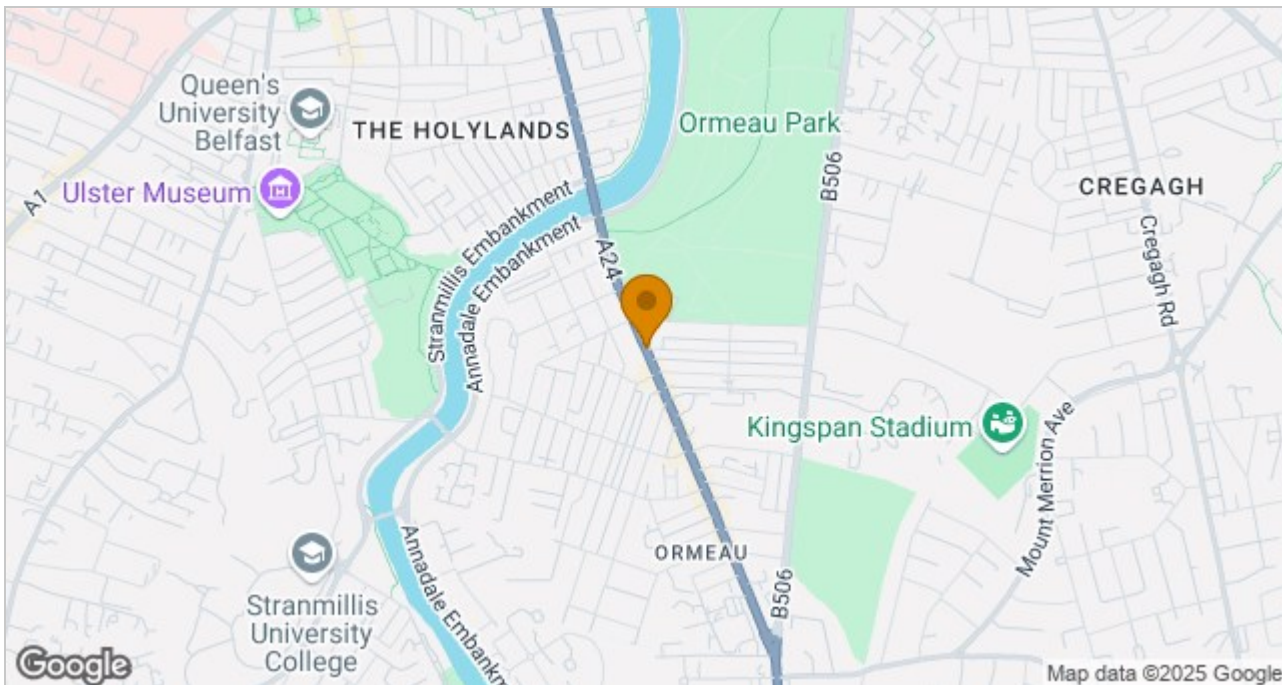 Queen's
University
Belfast
THE HOLYLANDS
Ormeau Park
B506
CREGAGH
Ulster Museum
A1
Stranmillis Embankment
Annadale Embankment
A24
Cregagh Rd
Kingspan Stadium
Mount Merrion Ave
ORMEAU
B506
Stranmillis
University
College
Annadale Embankm
Google
Map data ©2025 Google